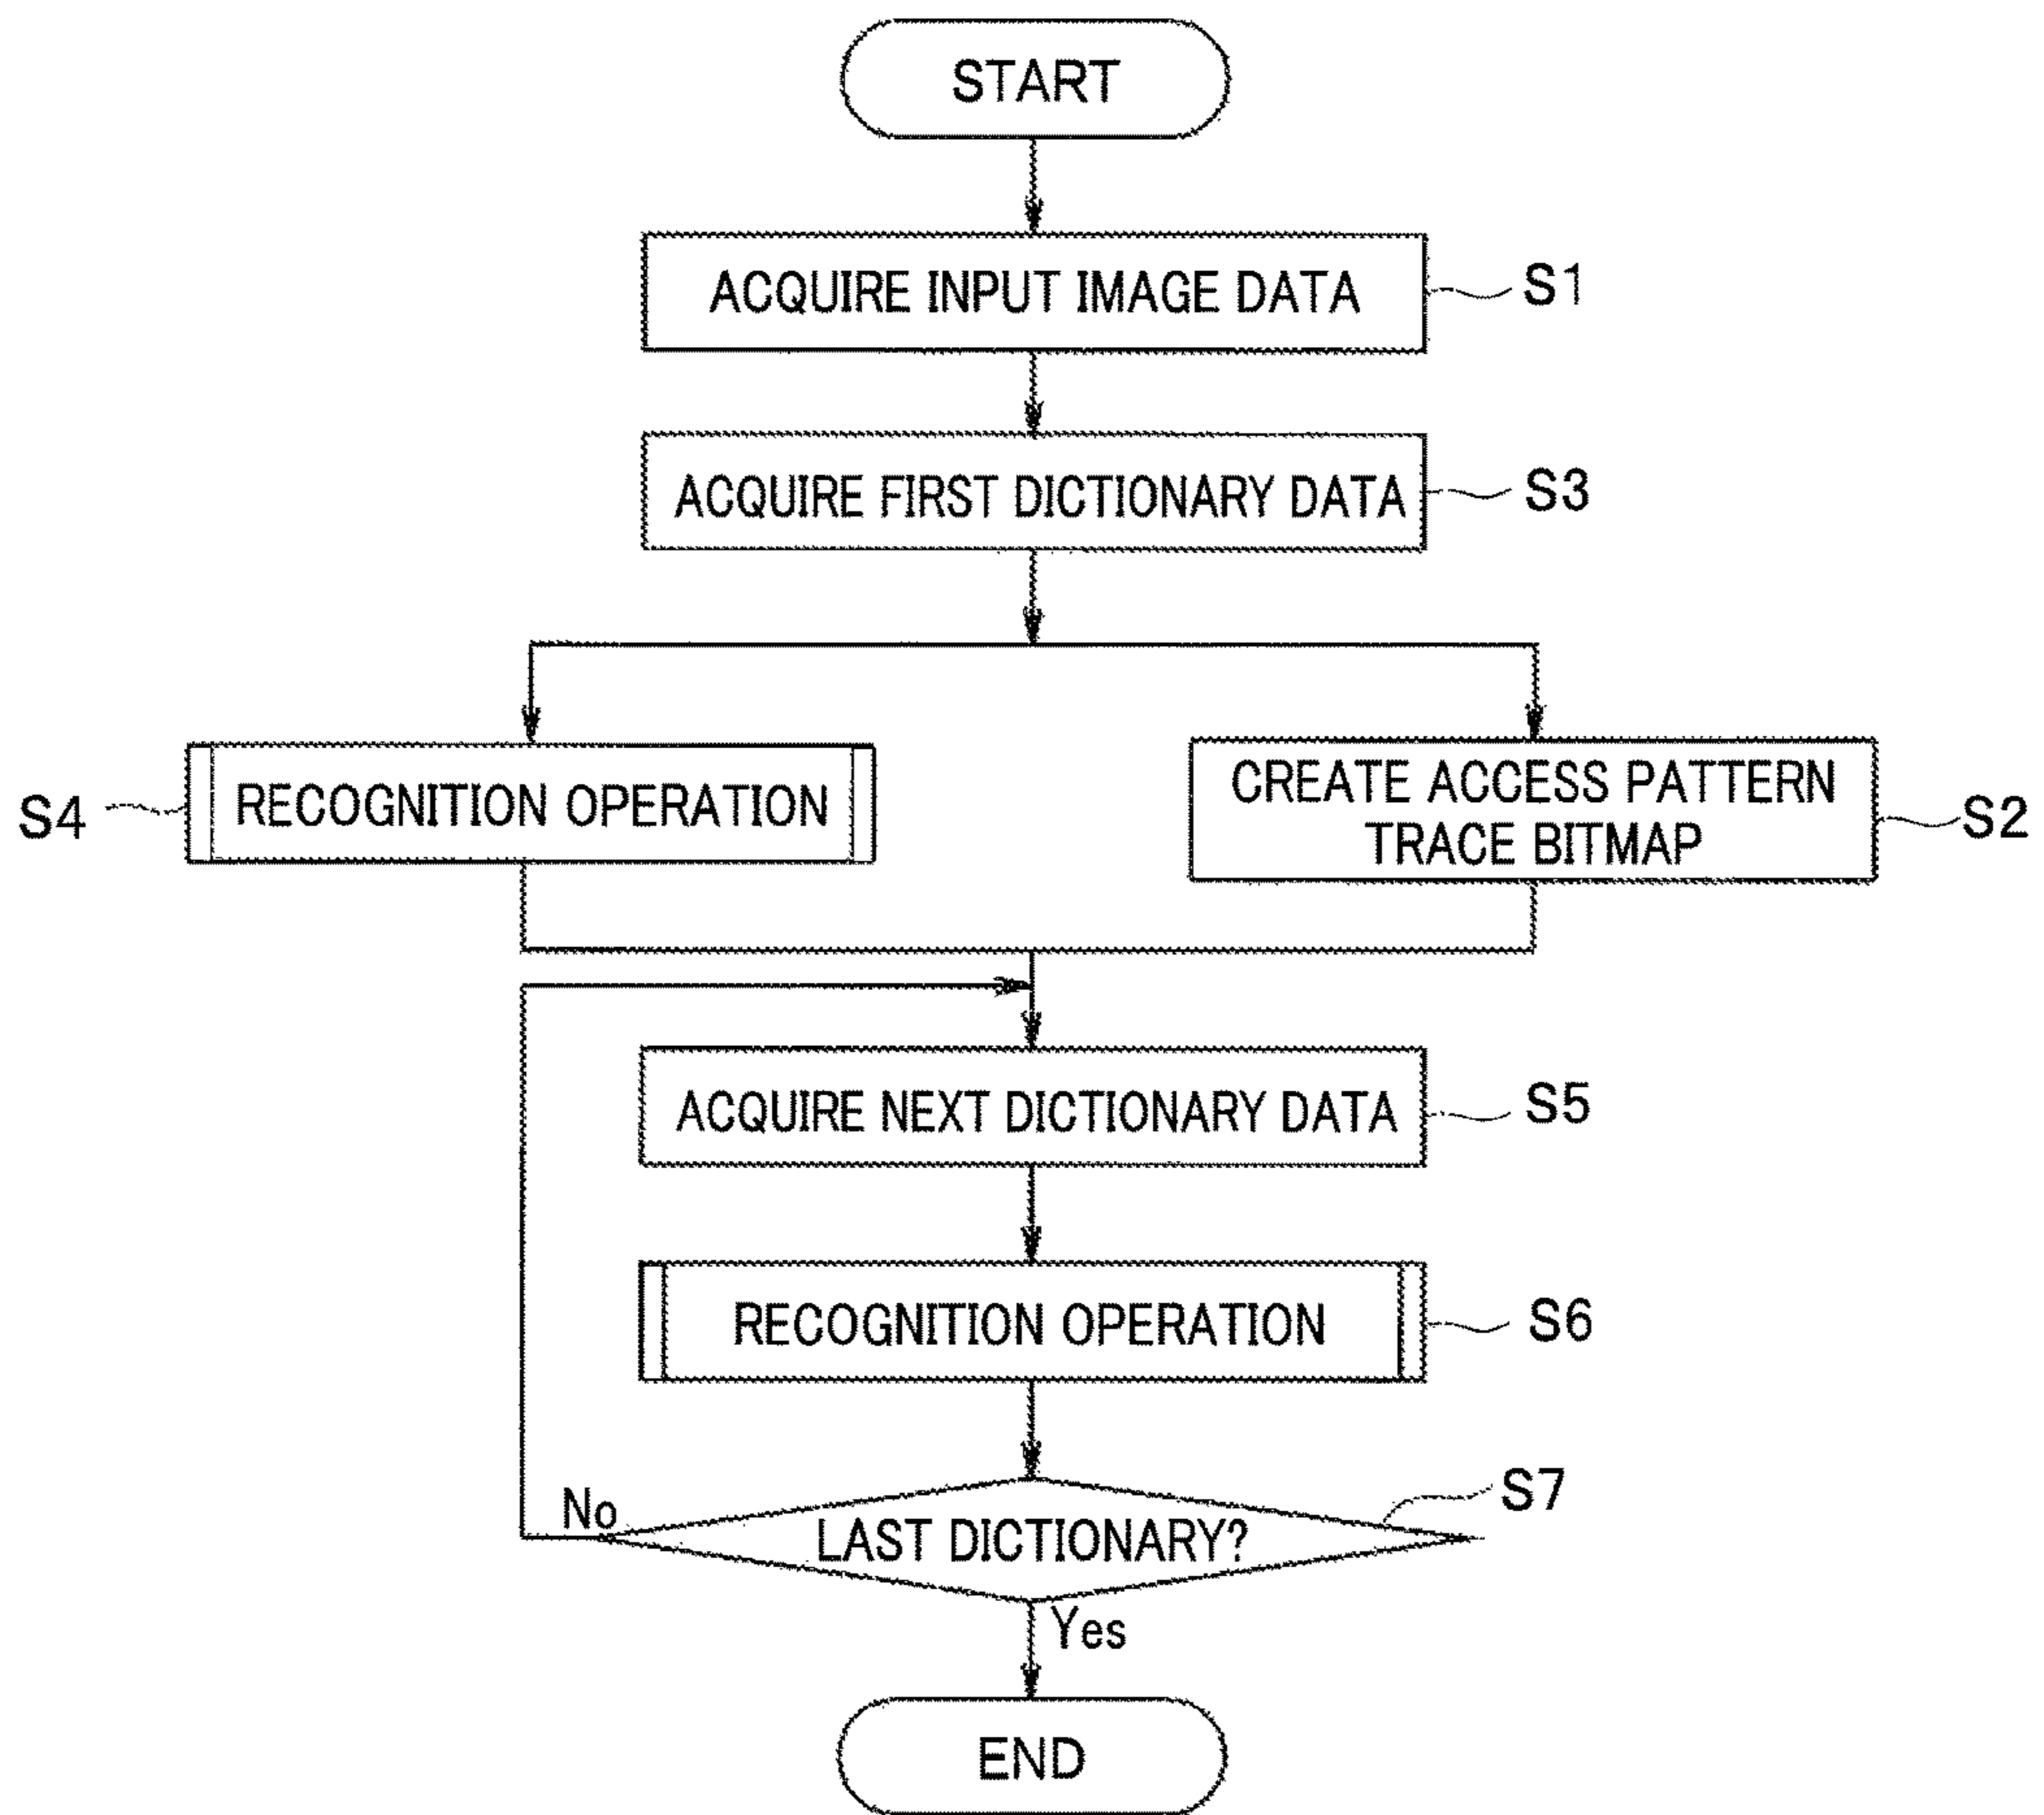 START
ACQUIRE INPUT IMAGE DATA
S1
ACQUIRE FIRST DICTIONARY DATA
S3
S4
RECOGNITION OPERATION
CREATE ACCESS PATTERN
TRACE BITMAP
S2
ACQUIRE NEXT DICTIONARY DATA
S5
RECOGNITION OPERATION
S6
No
LAST DICTIONARY?
S7
Yes
END